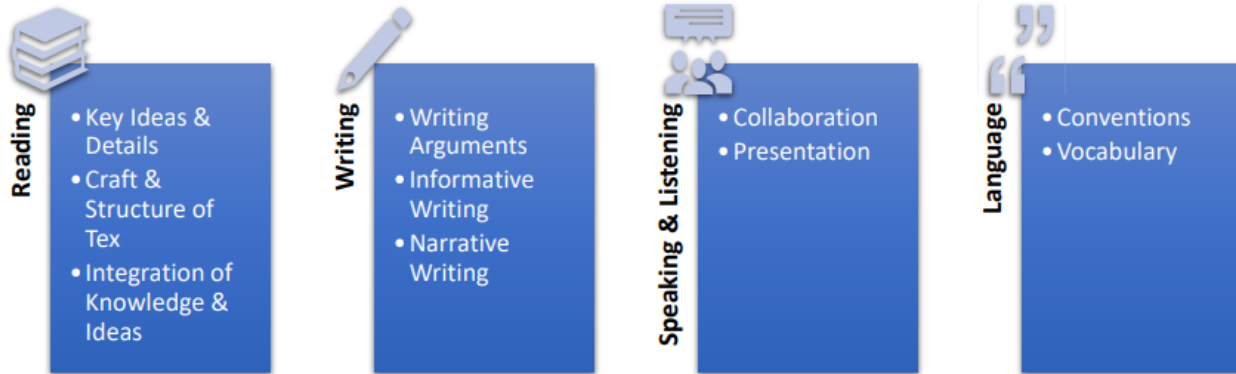 Reading
• Key Ideas &
Details
• Craft &
Structure of
Tex
• Integration of
Knowledge &
Ideas
Writing
• Writing
Arguments
• Informative
Writing
• Narrative
Writing
Speaking & Listening
• Collaboration
• Presentation
Language
• Conventions
• Vocabulary